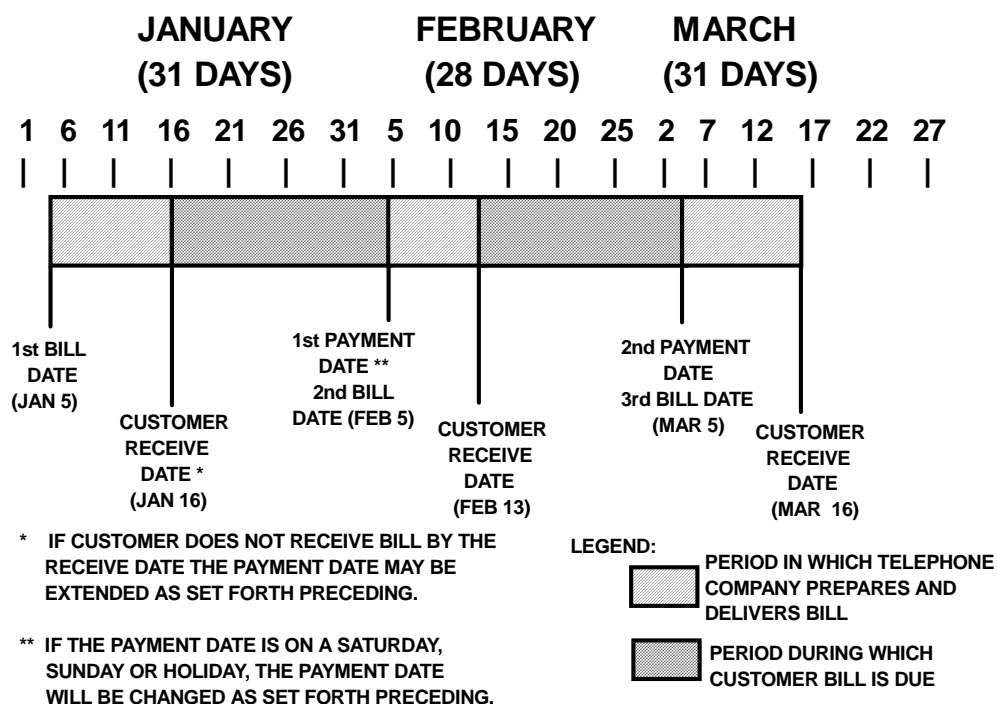 JANUARY FEBRUARY MARCH
(31 DAYS) (28 DAYS) (31 DAYS)
1 6 11 16 21 26 31 5 10 15 20 25 2 7 12 17 22 27
1st BILL
DATE
(JAN 5)
CUSTOMER
RECEIVE
DATE *
(JAN 16)
1st PAYMENT
DATE **
2nd BILL
DATE (FEB 5)
CUSTOMER
RECEIVE
DATE
(FEB 13)
2nd PAYMENT
DATE
3rd BILL DATE
(MAR 5)
CUSTOMER
RECEIVE
DATE
(MAR 16)
* IF CUSTOMER DOES NOT RECEIVE BILL BY THE
RECEIVE DATE THE PAYMENT DATE MAY BE
EXTENDED AS SET FORTH PRECEDING.
** IF THE PAYMENT DATE IS ON A SATURDAY,
SUNDAY OR HOLIDAY, THE PAYMENT DATE
WILL BE CHANGED AS SET FORTH PRECEDING.
LEGEND:
PERIOD IN WHICH TELEPHONE
COMPANY PREPARES AND
DELIVERS BILL
PERIOD DURING WHICH
CUSTOMER BILL IS DUE